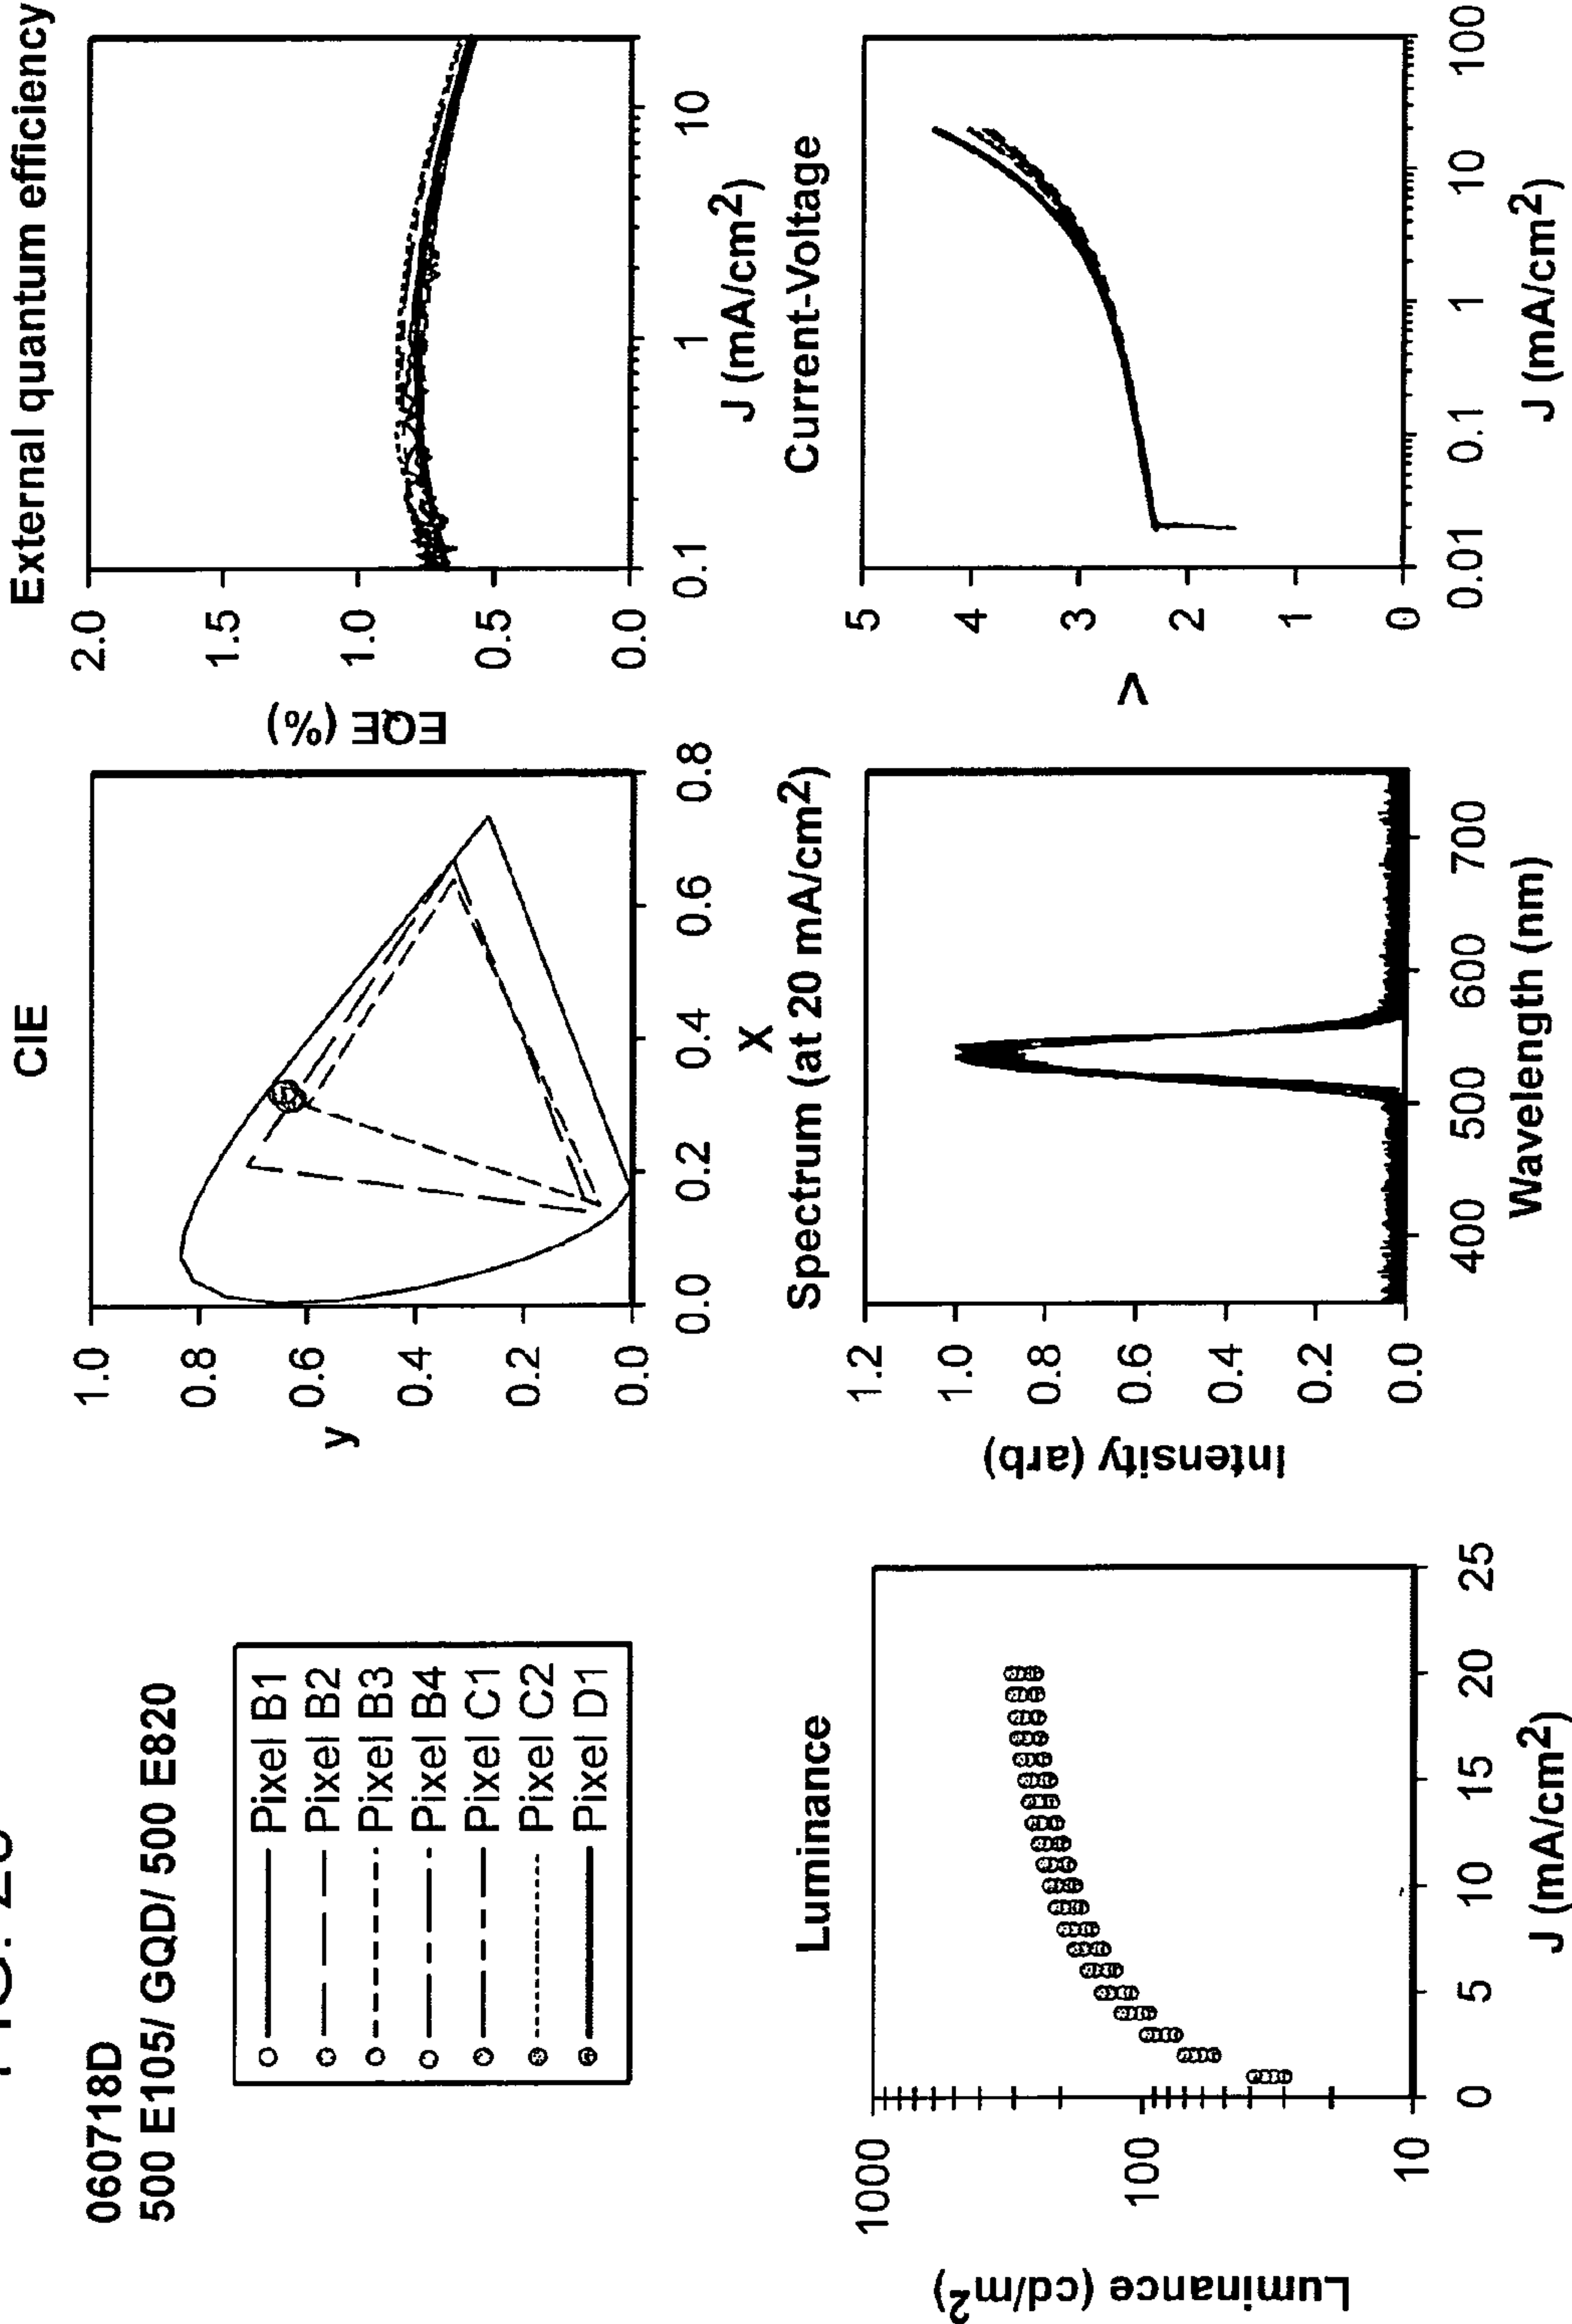 060718D
500 E105/ GQD/ 500 E820
Pixel B1
Pixel B2
Pixel B3
Pixel B4
Pixel C1
Pixel C2
Pixel D1
CIE
1.0
0.8
0.6
0.4
0.2
0.0
y
0.0 0.2 0.4 0.6 0.8
X
External quantum efficiency
2.0
1.5
1.0
0.5
0.0
EQE (%)
0.1 1 10
J (mA/cm2)
Luminance
1000
100
10
Luminance (cd/m2)
0 5 10 15 20 25
J (mA/cm2)
Spectrum (at 20 mA/cm2)
1.2
1.0
0.8
0.6
0.4
0.2
0.0
Intensity (arb)
400 500 600 700
Wavelength (nm)
Current-Voltage
5
4
3
2
1
0
V
0.01 0.1 1 10 100
J (mA/cm2)